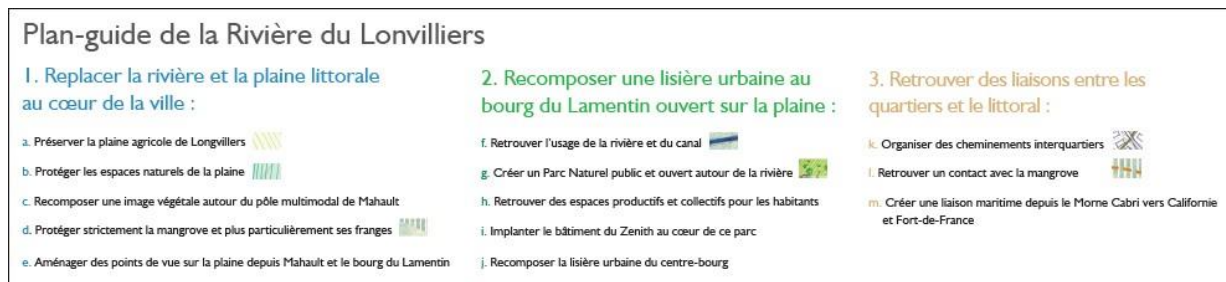 Plan-guide de la Rivière du Lonvilliers
1. Replacer la rivière et la plaine littorale
au cœur de la ville :
a. Préserver la plaine agricole de Longvillers
b. Protéger les espaces naturels de la plaine
c. Recomposer une image végétale autour du pôle multimodal de Mahault
d. Protéger strictement la mangrove et plus particulièrement ses franges
e. Aménager des points de vue sur la plaine depuis Mahault et le bourg du Lamentin
2. Recomposer une lisière urbaine au
bourg du Lamentin ouvert sur la plaine :
f. Retrouver l'usage de la rivière et du canal
g. Créer un Parc Naturel public et ouvert autour de la rivière
h. Retrouver des espaces productifs et collectifs pour les habitants
i. Implanter le bâtiment du Zenith au cœur de ce parc
j. Recomposer la lisière urbaine du centre-bourg
3. Retrouver des liaisons entre les
quartiers et le littoral :
k. Organiser des cheminements interquartiers
l. Retrouver un contact avec la mangrove
m. Créer une liaison maritime depuis le Morne Cabri vers Californie
et Fort-de-France